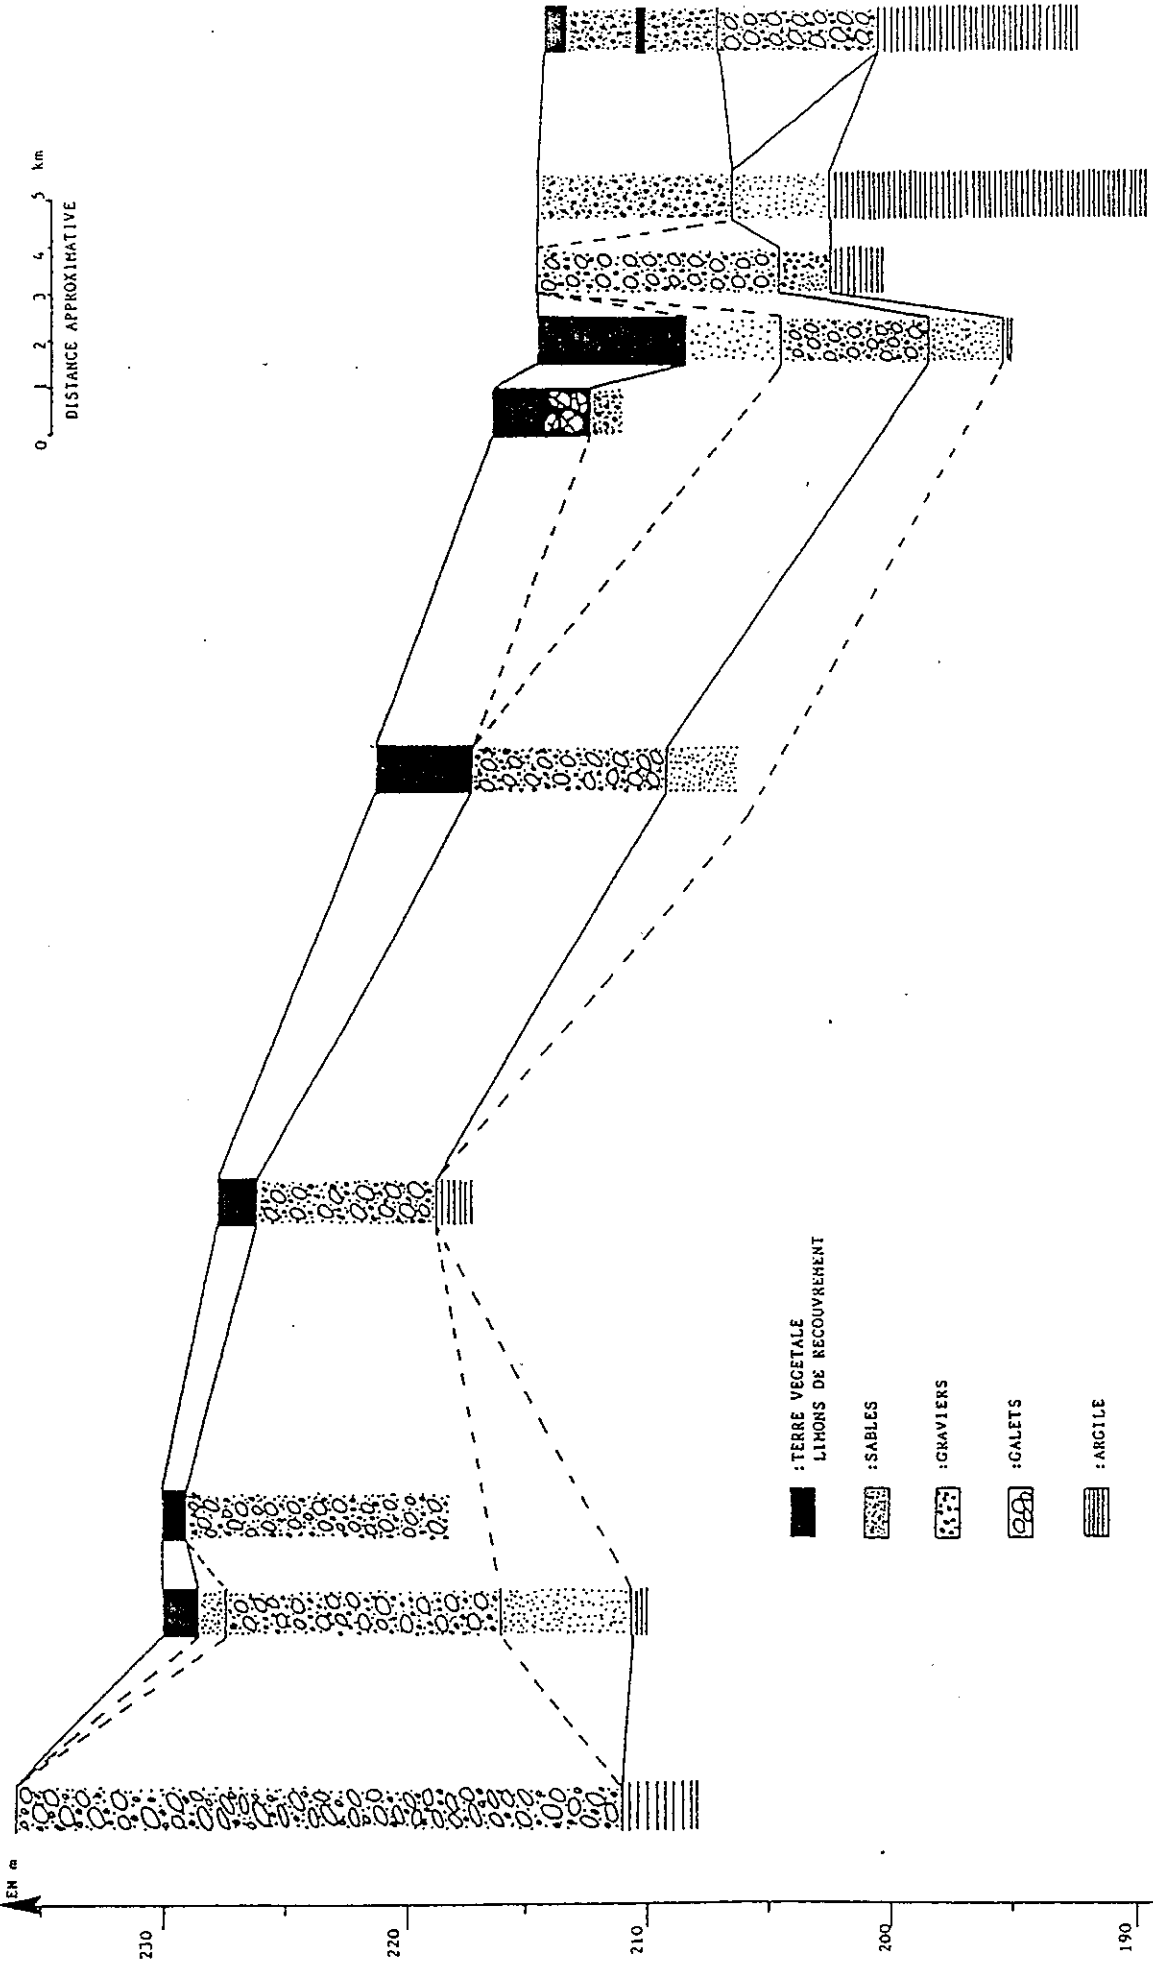 EN m
230
220
210
200
190
0 1 2 3 4 5 km
DISTANCE APPROXIMATIVE
:TERRE VEGETALE
LIMONS DE RECOUVREMENT
:SABLES
:GRAVIERS
:GALETS
:ARGILE